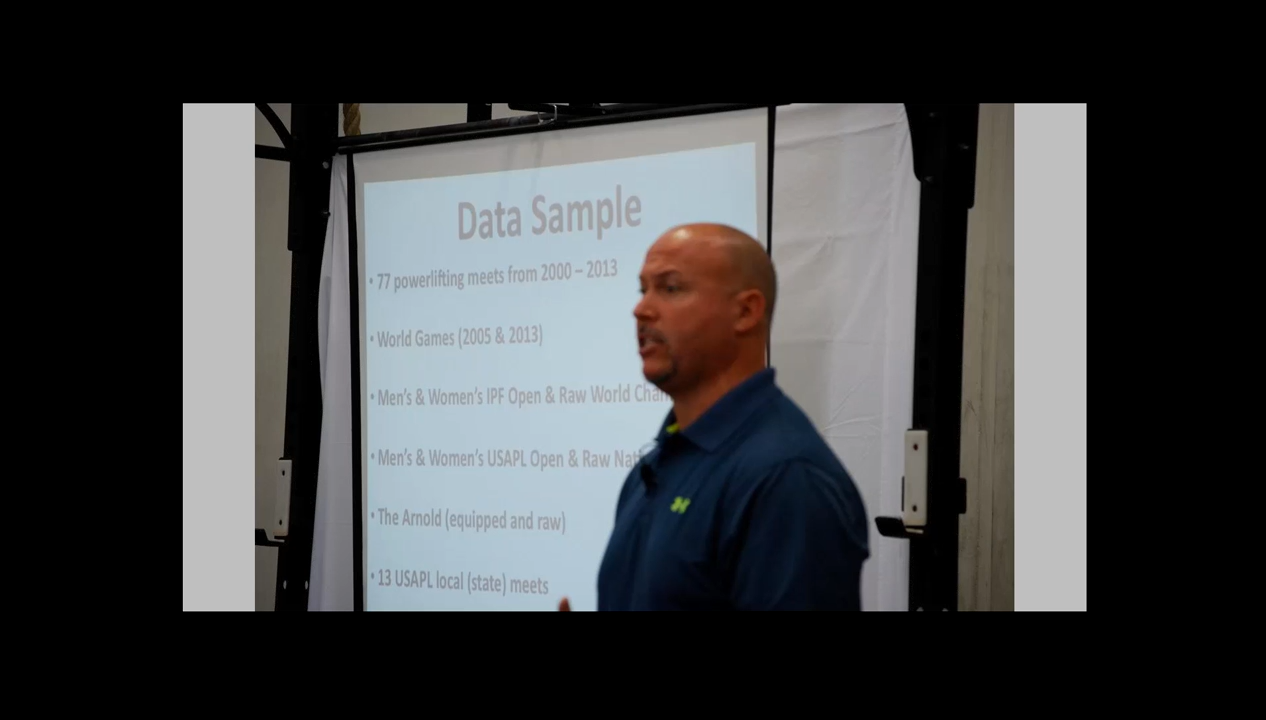 Data Sample
• 77 powerlifting meets from 2000 – 2013
• World Games (2005 & 2013)
• Men's & Women's IPF Open & Raw World
• Men's & Women's USAPL Open & Raw
• The Arnold (equipped and raw)
• 13 USAPL local (state) meets